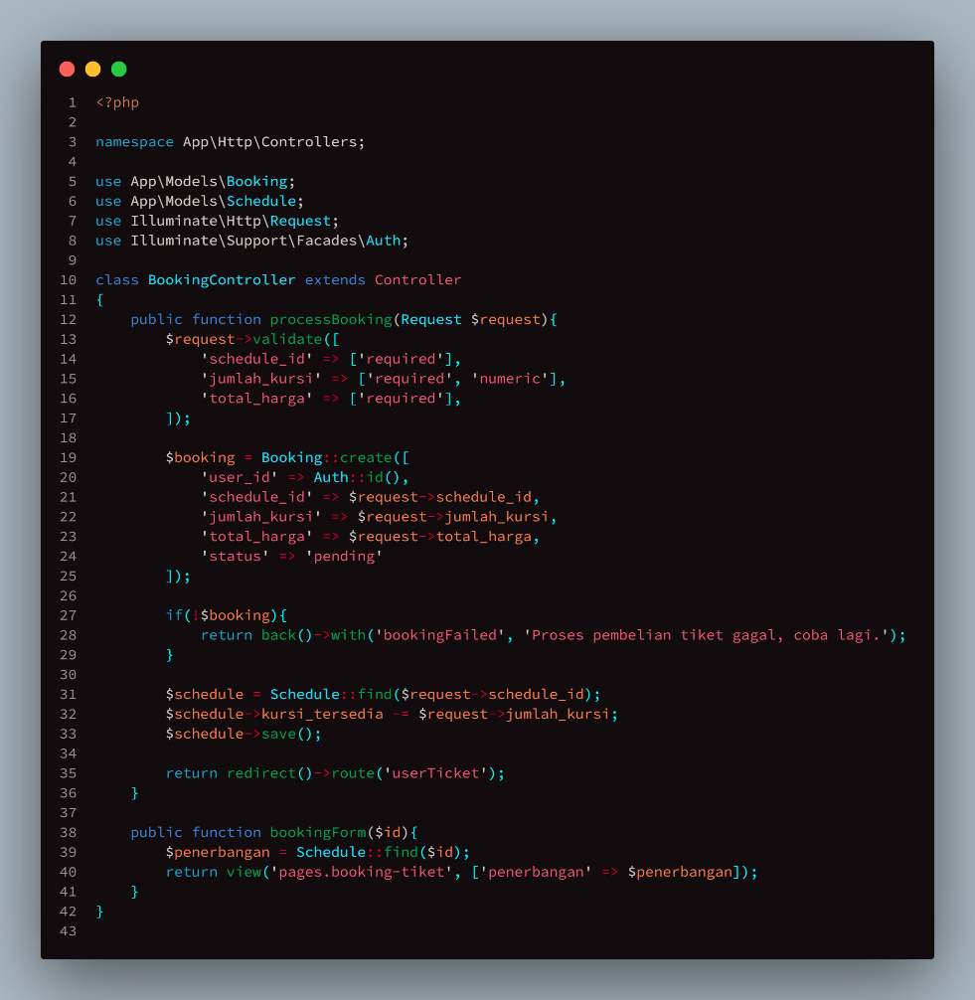 1 <?php
2
3 namespace App\Http\Controllers;
4
5 use App\Models\Booking;
6 use App\Models\Schedule;
7 use Illuminate\Http\Request;
8 use Illuminate\Support\Facades\Auth;
9
10 class BookingController extends Controller
11 {
12     public function processBooking(Request $request){
13         $request->validate([
14             'schedule_id' => ['required'],
15             'jumlah_kursi' => ['required', 'numeric'],
16             'total_harga' => ['required'],
17         ]);
18
19         $booking = Booking::create([
20             'user_id' => Auth::id(),
21             'schedule_id' => $request->schedule_id,
22             'jumlah_kursi' => $request->jumlah_kursi,
23             'total_harga' => $request->total_harga,
24             'status' => 'pending'
25         ]);
26
27         if(!$booking){
28             return back()->with('bookingFailed', 'Proses pembelian tiket gagal, coba lagi.');
29         }
30
31         $schedule = Schedule::find($request->schedule_id);
32         $schedule->kursi_tersedia -= $request->jumlah_kursi;
33         $schedule->save();
34
35         return redirect()->route('userTicket');
36     }
37
38     public function bookingForm($id){
39         $penerbangan = Schedule::find($id);
40         return view('pages.booking-tiket', ['penerbangan' => $penerbangan]);
41     }
42 }
43